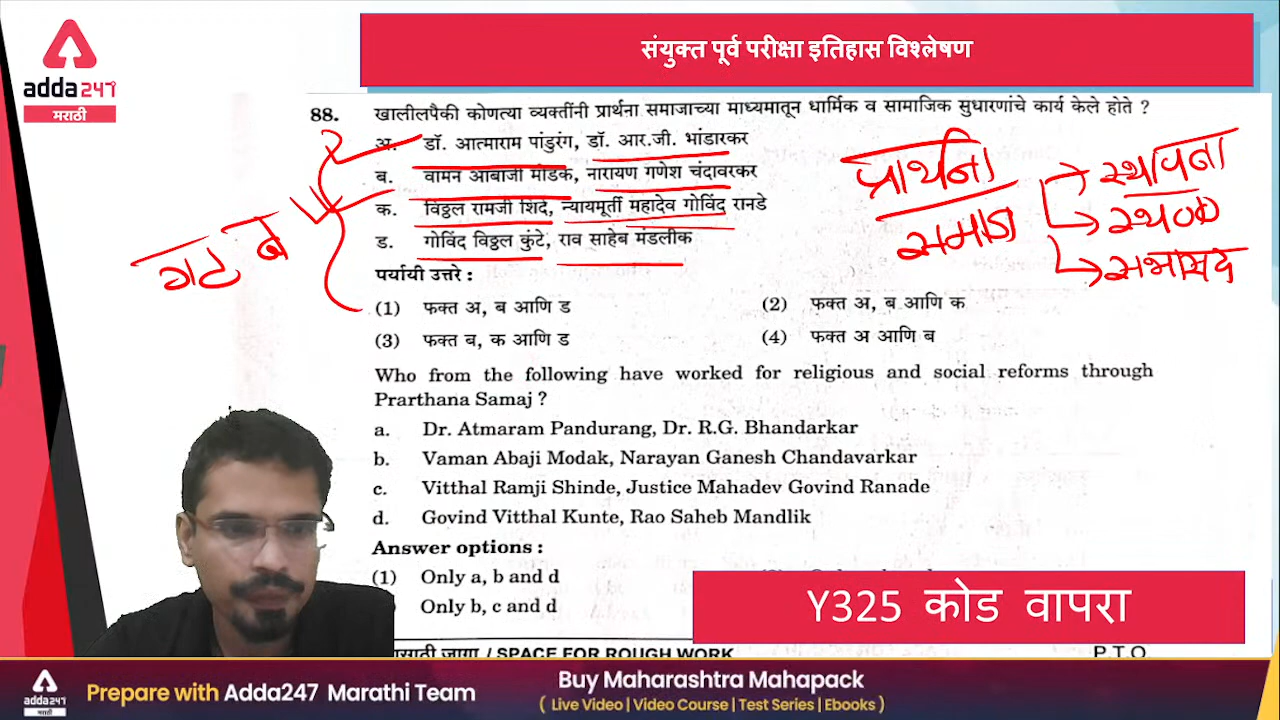 adda247
मराठी
संयुक्त पूर्व परीक्षा इतिहास विश्लेषण
88. खालीलपैकी कोणत्या व्यक्तींनी प्रार्थना समाजाच्या माध्यमातून धार्मिक व सामाजिक सुधारणांचे कार्य केले होते ?
अ. डॉ. आत्माराम पांडुरंग, डॉ. आर.जी. भांडारकर
ब. वामन आबाजी मोडक, नारायण गणेश चंदावरकर
क. विठ्ठल रामजी शिंदे, न्यायमूर्ती महादेव गोविंद रानडे
ड. गोविंद विठ्ठल कुंटे, राव साहेब मंडलीक
गट ब
प्रार्थना
समाज
स्थापना
सभासद
पर्यायी उत्तरे :
(1) फक्त अ, ब आणि ड (2) फक्त अ, ब आणि क
(3) फक्त ब, क आणि ड (4) फक्त अ आणि ब
Who from the following have worked for religious and social reforms through
Prarthana Samaj ?
a. Dr. Atmaram Pandurang, Dr. R.G. Bhandarkar
b. Vaman Abaji Modak, Narayan Ganesh Chandavarkar
c. Vitthal Ramji Shinde, Justice Mahadev Govind Ranade
d. Govind Vitthal Kunte, Rao Saheb Mandlik
Answer options :
(1) Only a, b and d
Only b, c and d
Y325 कोड वापरा
जागा / SPACE FOR ROUGH WORK P.T.O.
adda247
मराठी
Prepare with Adda247 Marathi Team
Buy Maharashtra Mahapack
( Live Video | Video Course | Test Series | Ebooks )